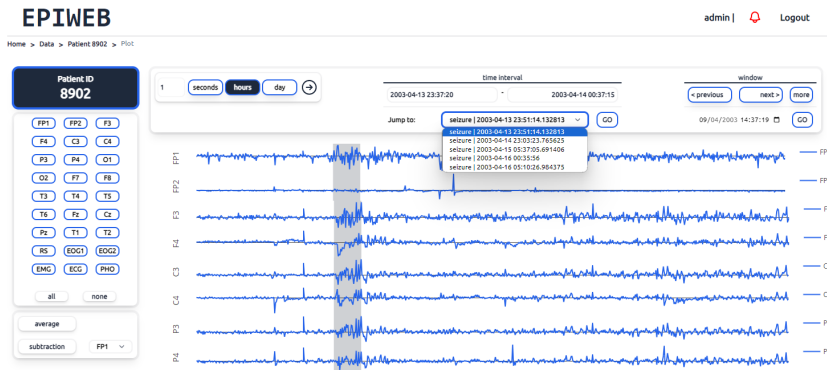 EPIWEB
admin | Logout
Home > Data > Patient 8902 > Plot
Patient ID
8902
1 seconds hours day
time interval
2003-04-13 23:37:20 - 2003-04-14 00:37:15
window
< previous next > more
Jump to: seizure | 2003-04-13 23:51:14.132813 GO
09/04/2003 14:37:19 GO
seizure | 2003-04-13 23:51:14.132813
seizure | 2003-04-14 23:03:23.765625
seizure | 2003-04-15 05:37:05.691406
seizure | 2003-04-16 00:35:56
seizure | 2003-04-16 05:10:26.984375
FP1 FP2 F3
F4 C3 C4
P3 P4 O1
O2 F7 F8
T3 T4 T5
T6 Fz Cz
Pz T1 T2
RS EOG1 EOG2
EMG ECG PHO
all none
average
subtraction FP1
FP1
FP2
F3
F4
C3
C4
P3
P4
FP
FP
F
F
C
C
P
P